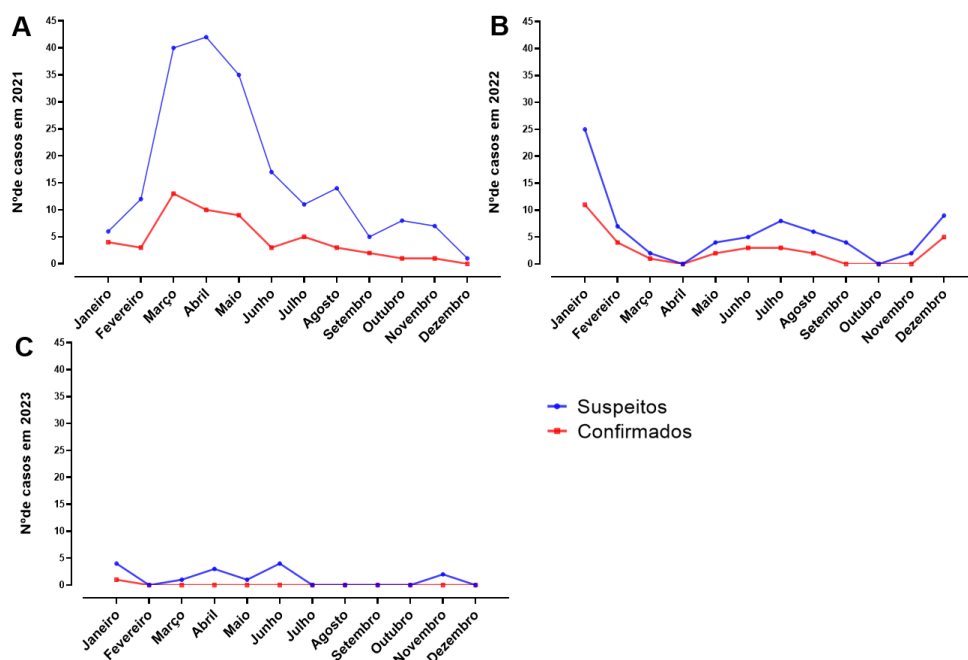 A
Nºde casos em 2021
45
40
35
30
25
20
15
10
5
0
Janeiro
Fevereiro
Março
Abril
Maio
Junho
Julho
Agosto
Setembro
Outubro
Novembro
Dezembro
B
Nºde casos em 2022
45
40
35
30
25
20
15
10
5
0
Janeiro
Fevereiro
Março
Abril
Maio
Junho
Julho
Agosto
Setembro
Outubro
Novembro
Dezembro
C
Nºde casos em 2023
45
40
35
30
25
20
15
10
5
0
Janeiro
Fevereiro
Março
Abril
Maio
Junho
Julho
Agosto
Setembro
Outubro
Novembro
Dezembro
Suspeitos
Confirmados